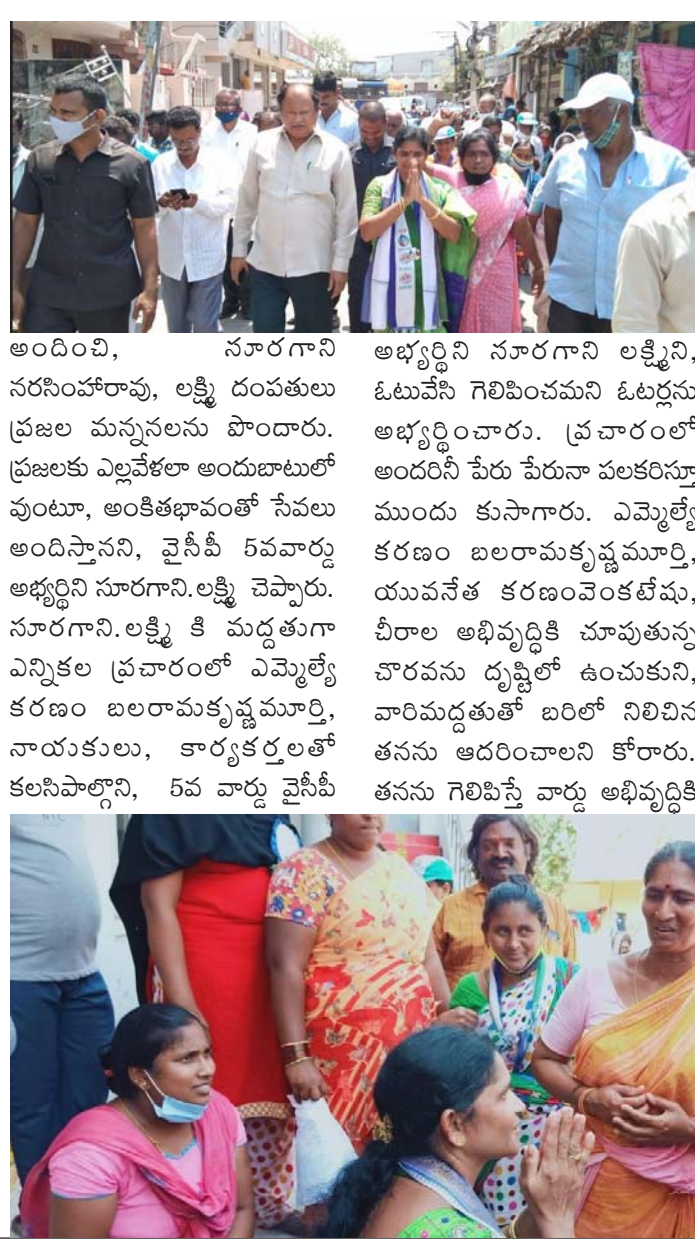 అందించి, నూరగాని
నరసింహారావు, లక్ష్మి దంపతులు
ప్రజల మన్ననలను పొందారు.
ప్రజలకు ఎల్లవేళలా అందుబాటులో
వుంటూ, అంకితభావంతో సేవలు
అందిస్తానని, వైసీపీ 5వవార్డు
అభ్యర్థిని సూరగాని.లక్ష్మి చెప్పారు.
సూరగాని.లక్ష్మి కి మద్దతుగా
ఎన్నికల ప్రచారంలో ఎమ్మెల్యే
కరణం బలరామకృష్ణమూర్తి,
నాయకులు, కార్యకర్తలతో
కలసిపాల్గొని, 5వ వార్డు వైసీపీ
అభ్యర్థిని నూరగాని లక్ష్మిని,
ఓటువేసి గెలిపించమని ఓటర్లను
అభ్యర్థించారు. ప్రచారంలో
అందరినీ పేరు పేరునా పలకరిస్తూ
ముందు కుసాగారు. ఎమ్మెల్యే
కరణం బలరామకృష్ణమూర్తి,
యువనేత కరణంవెంకటేషు,
చీరాల అభివృద్ధికి చూపుతున్న
చొరవను దృష్టిలో ఉంచుకుని,
వారిమద్దతుతో బరిలో నిలిచిన
తనను ఆదరించాలని కోరారు.
తనను గెలిపిస్తే వార్డు అభివృద్ధికి